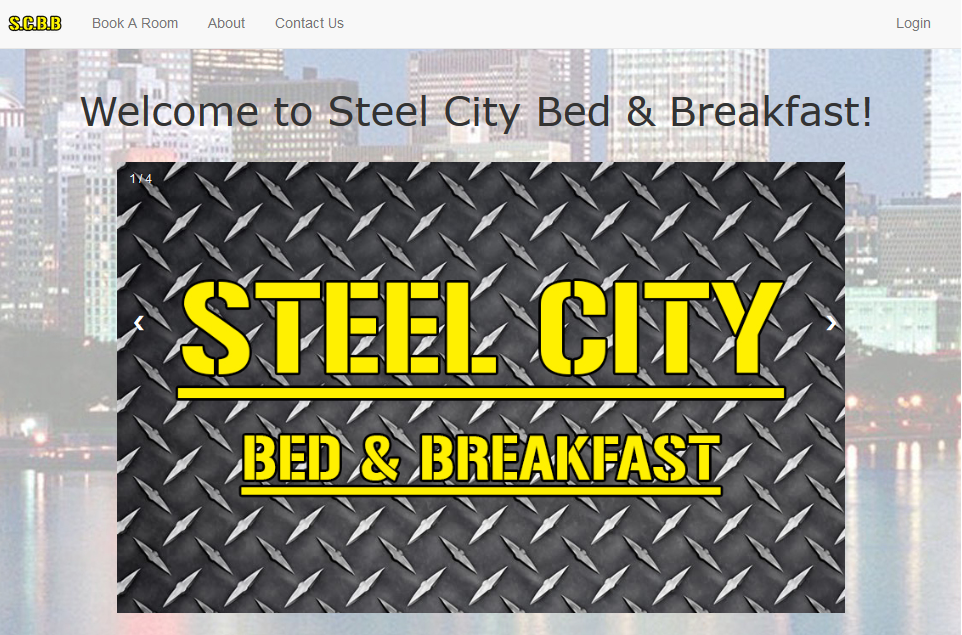 S.C.B.B
Book A Room
About
Contact Us
Login
Welcome to Steel City Bed & Breakfast!
1 / 4
STEEL CITY
BED & BREAKFAST